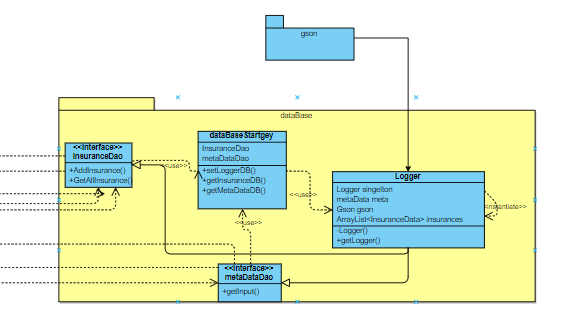 gson
dataBase
<<Interface>>
InsuranceDao
+AddInsurance()
+GetAllInsurance()
<<use>>
dataBaseStartgey
InsuranceDao
metaDataDao
+setLoggerDB()
+getInsuranceDB()
+getMetaDataDB()
<<use>>
Logger
Logger singelton
metaData meta
Gson gson
ArrayList<InsuranceData> insurances
-Logger()
+getLogger()
<<Instantiate>>
<<use>>
<<Interface>>
metaDataDao
+getInput()